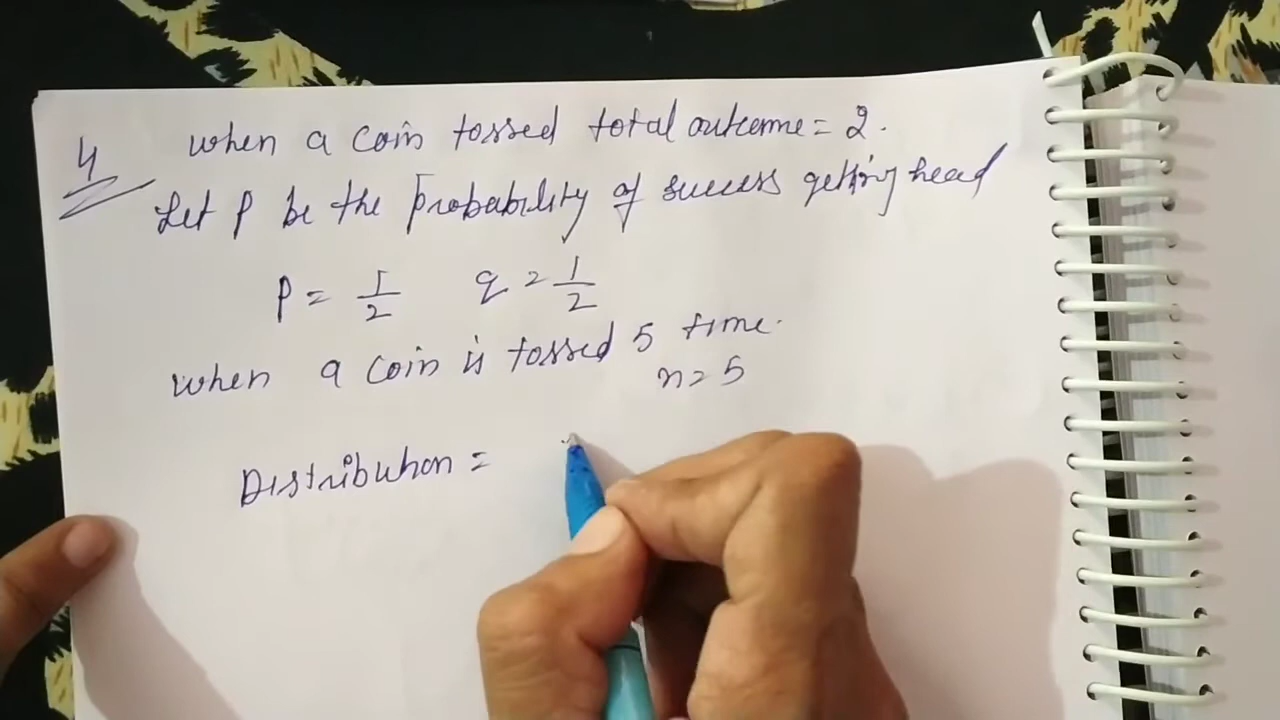 4 when a coin tossed total outcome = 2.
Let P be the probability of success getting head
P = 1/2 q = 1/2
when a coin is tossed 5 time.
n = 5
Distribution =